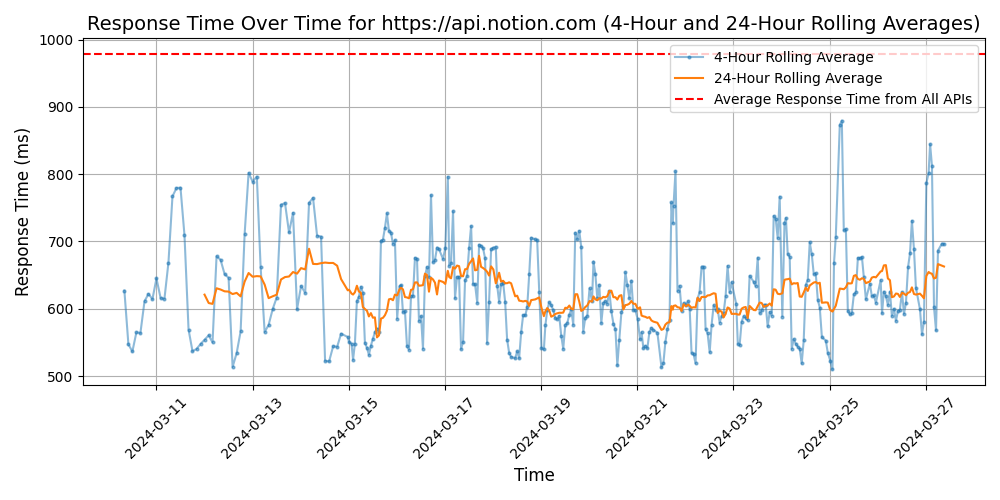 Response Time Over Time for https://api.notion.com (4-Hour and 24-Hour Rolling Averages)
1000
900
800
700
600
500
Response Time (ms)
4-Hour Rolling Average
24-Hour Rolling Average
Average Response Time from All APIs
2024-03-11
2024-03-13
2024-03-15
2024-03-17
2024-03-19
2024-03-21
2024-03-23
2024-03-25
2024-03-27
Time